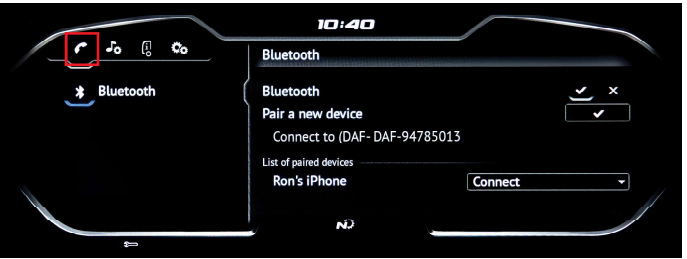 10:40
Bluetooth
Bluetooth
Bluetooth
Pair a new device
Connect to (DAF- DAF-94785013
List of paired devices
Ron's iPhone
Connect
N